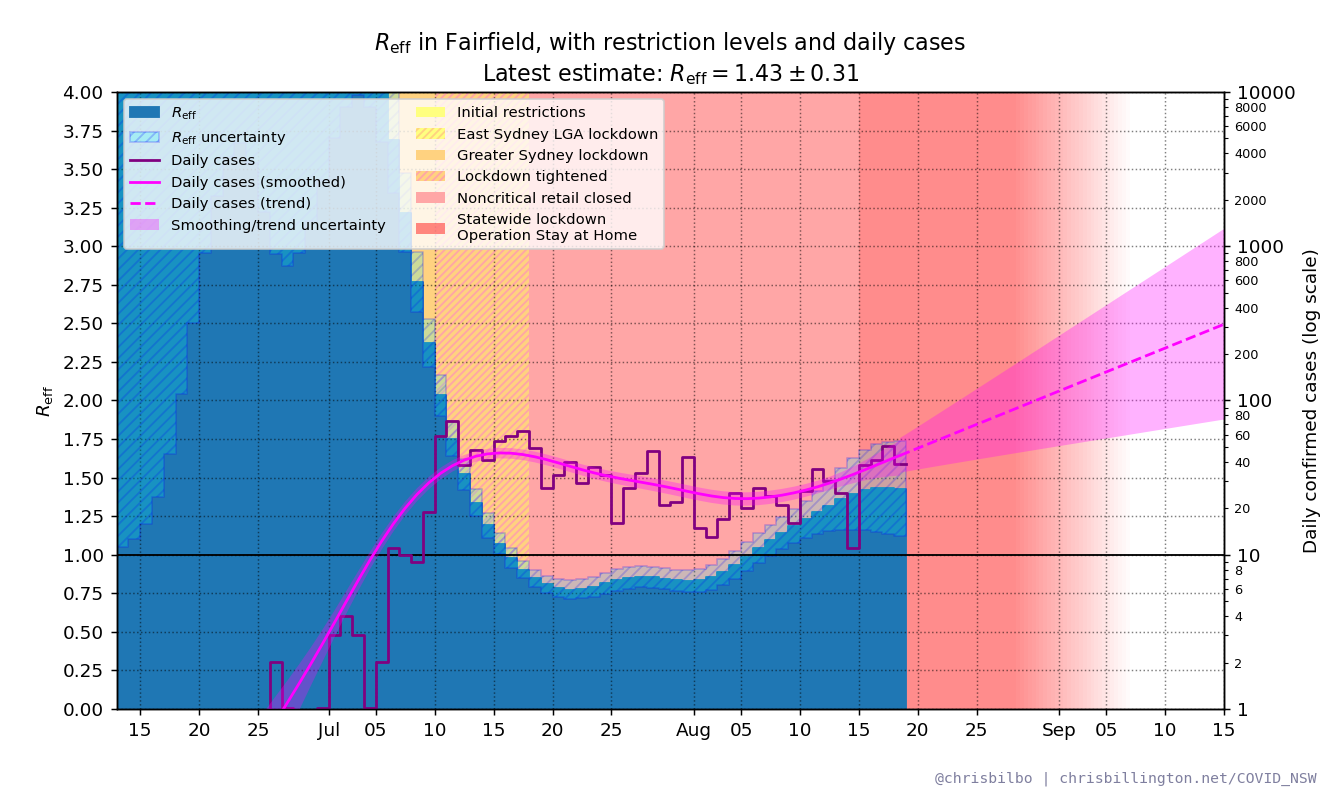 R_eff in Fairfield, with restriction levels and daily cases
Latest estimate: R_eff = 1.43 ± 0.31
R_eff
R_eff uncertainty
Daily cases
Daily cases (smoothed)
Daily cases (trend)
Smoothing/trend uncertainty
Initial restrictions
East Sydney LGA lockdown
Greater Sydney lockdown
Lockdown tightened
Noncritical retail closed
Statewide lockdown
Operation Stay at Home
R_eff
4.00
3.75
3.50
3.25
3.00
2.75
2.50
2.25
2.00
1.75
1.50
1.25
1.00
0.75
0.50
0.25
0.00
10000
8000
6000
4000
2000
1000
800
600
400
200
100
80
60
40
20
10
8
6
4
2
1
Daily confirmed cases (log scale)
15 20 25 Jul 05 10 15 20 25 Aug 05 10 15 20 25 Sep 05 10 15
@chrisbilbo | chrisbillington.net/COVID_NSW